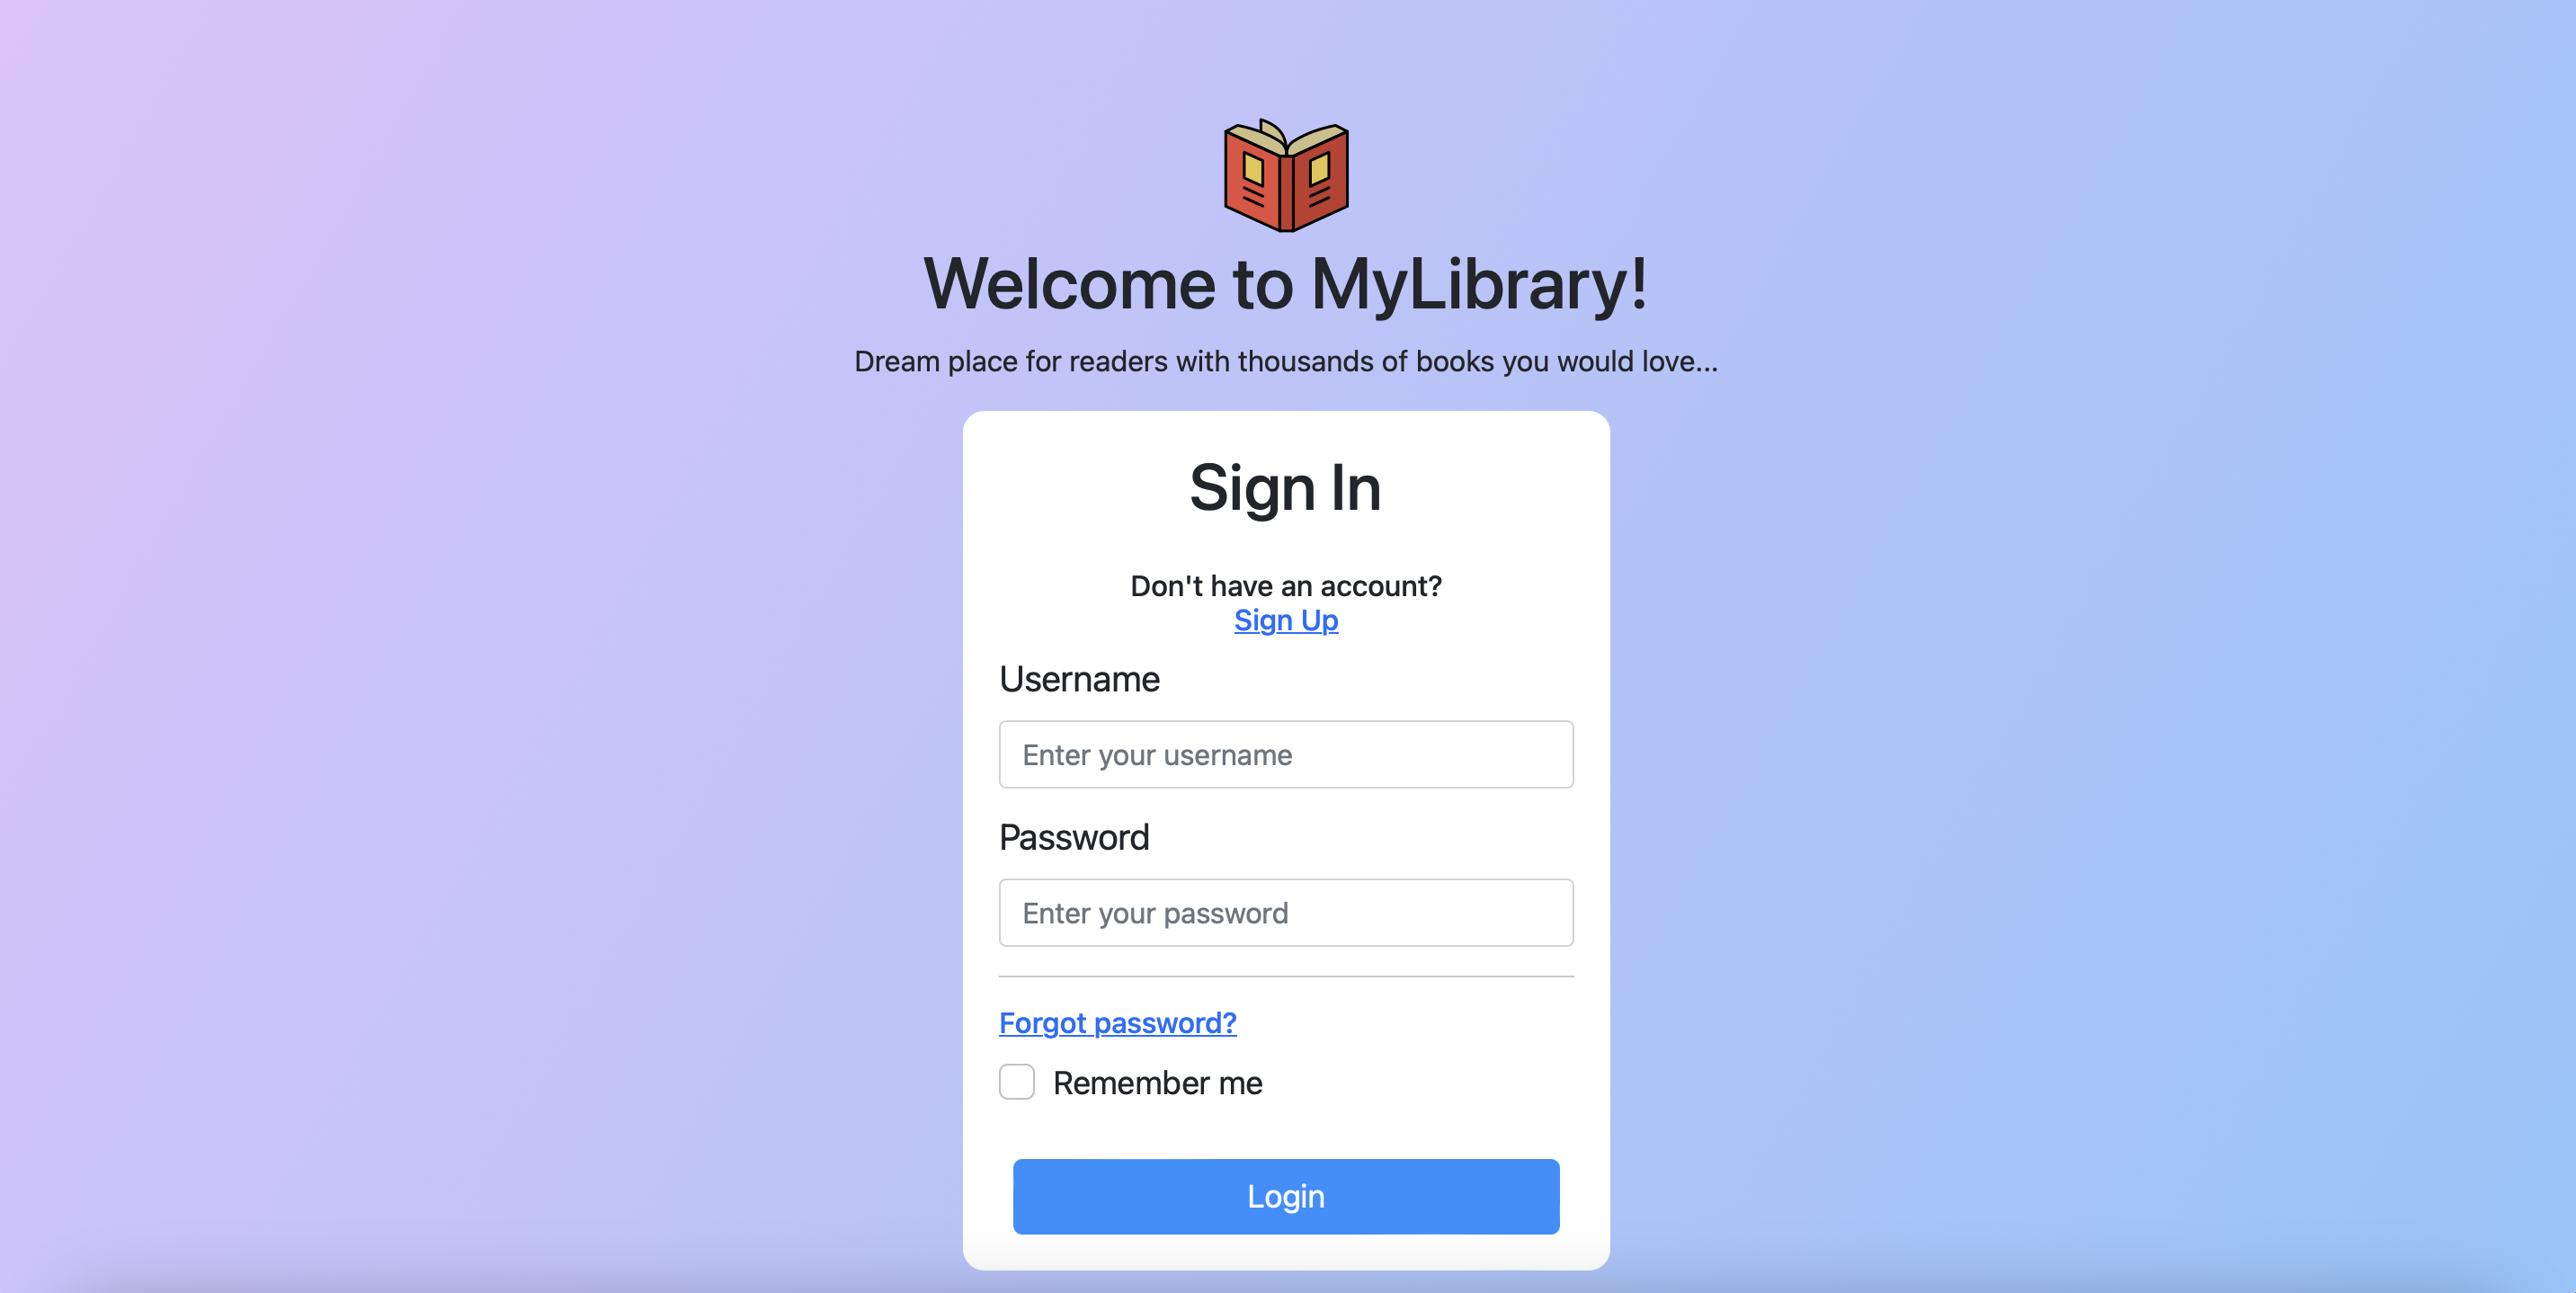 Welcome to MyLibrary!
Dream place for readers with thousands of books you would love...
Sign In
Don't have an account?
Sign Up
Username
Enter your username
Password
Enter your password
Forgot password?
Remember me
Login